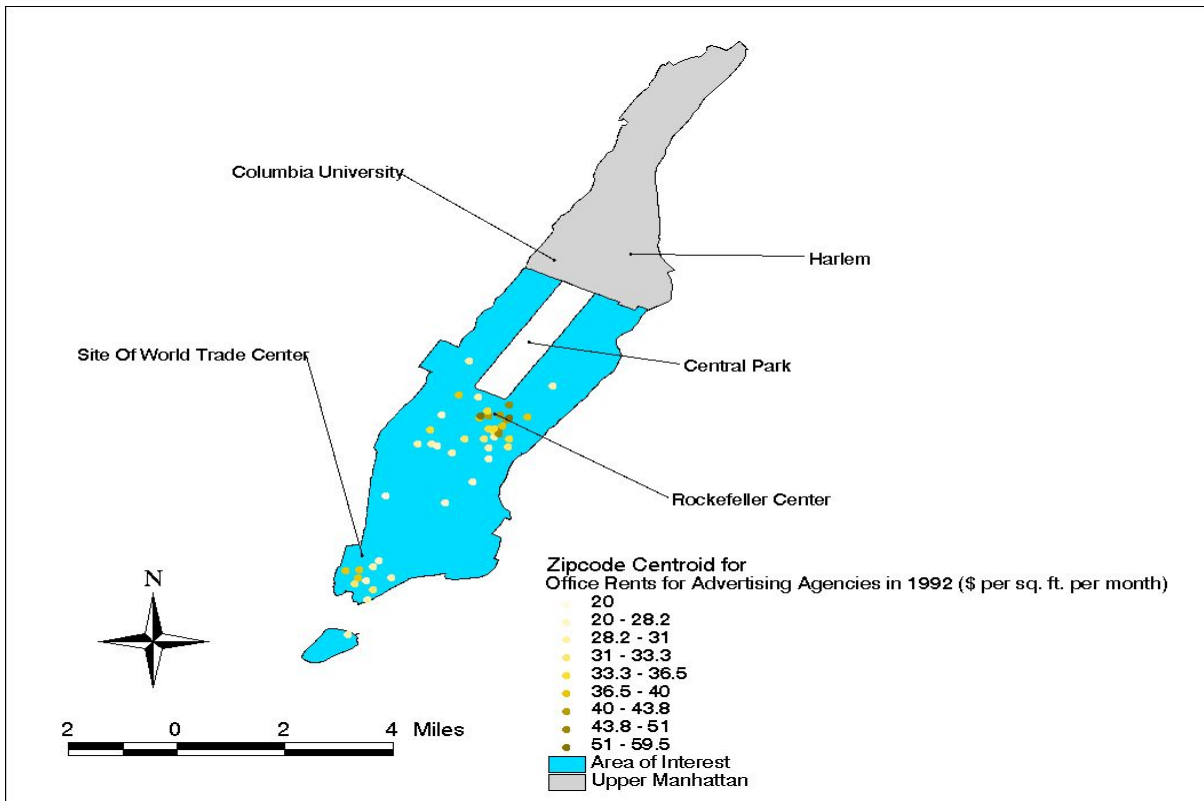 Columbia University
Harlem
Site Of World Trade Center
Central Park
Rockefeller Center
N
Zipcode Centroid for
Office Rents for Advertising Agencies in 1992 ($ per sq. ft. per month)
20
20 - 28.2
28.2 - 31
31 - 33.3
33.3 - 36.5
36.5 - 40
40 - 43.8
43.8 - 51
51 - 59.5
Area of Interest
Upper Manhattan
2 0 2 4 Miles